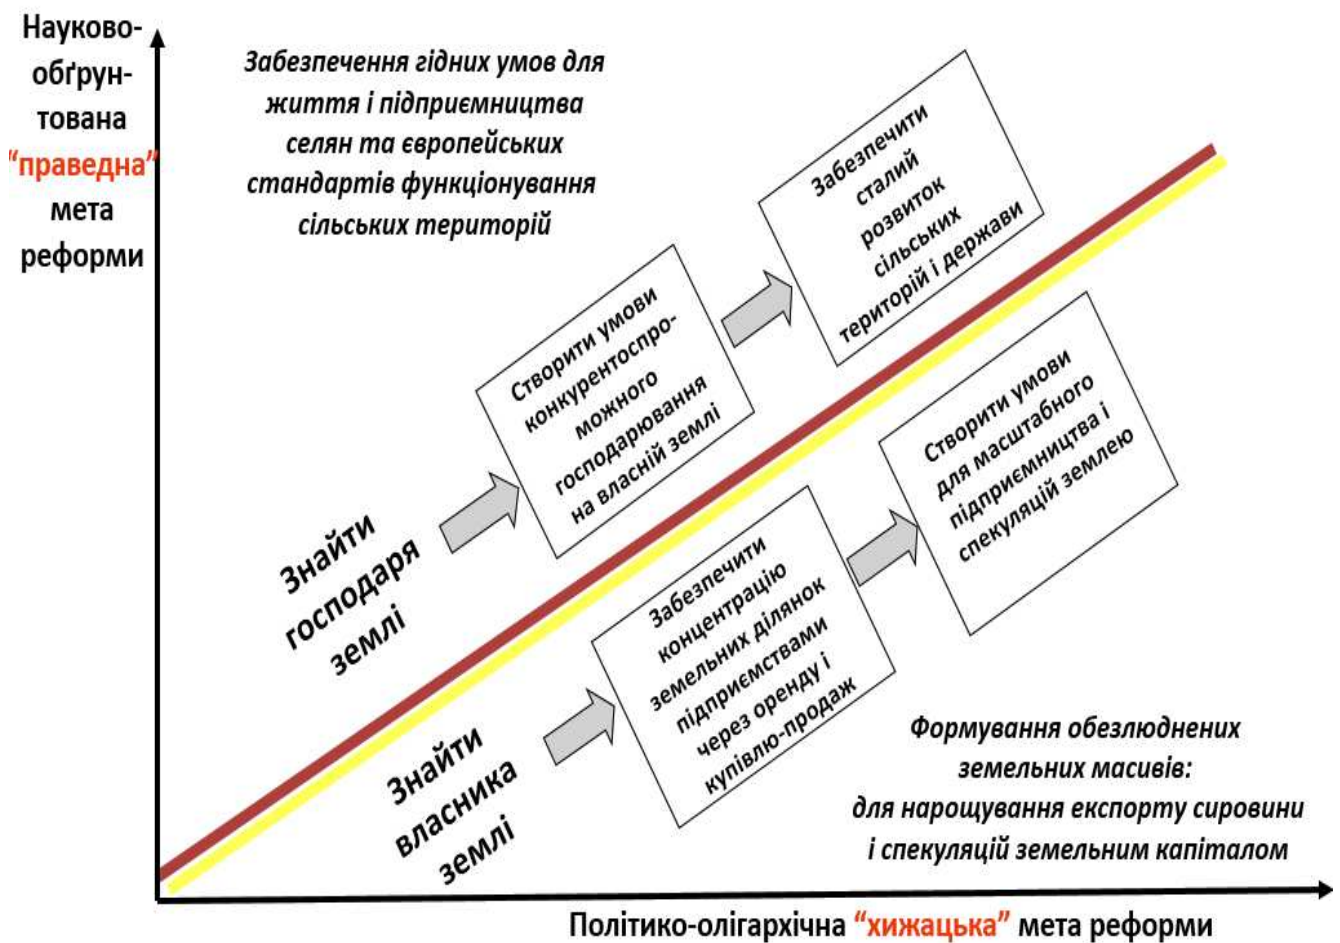 Науково-
обґрун-
тована
“праведна”
мета
реформи
Забезпечення гідних умов для
життя і підприємництва
селян та європейських
стандартів функціонування
сільських територій
Знайти
господаря
землі
Створити умови
конкурентоспро-
можного
господарювання
на власній землі
Забезпечити
сталий
розвиток
сільських
територій і держави
Знайти
власника
землі
Забезпечити
концентрацію
земельних ділянок
підприємствами
через оренду і
купівлю-продаж
Створити умови
для масштабного
підприємництва і
спекуляцій землею
Формування обезлюднених
земельних масивів:
для нарощування експорту сировини
і спекуляцій земельним капіталом
Політико-олігархічна “хижацька” мета реформи